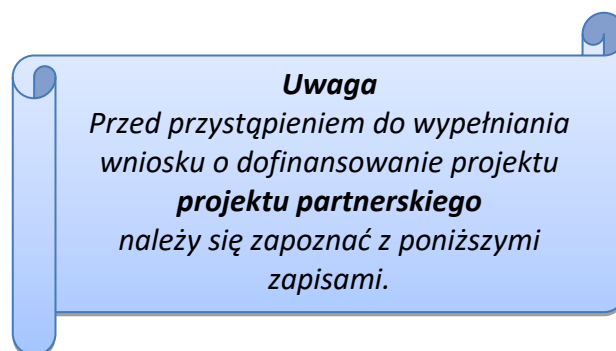 Uwaga
Przed przystąpieniem do wypełniania
wniosku o dofinansowanie projektu
projektu partnerskiego
należy się zapoznać z poniższymi
zapisami.